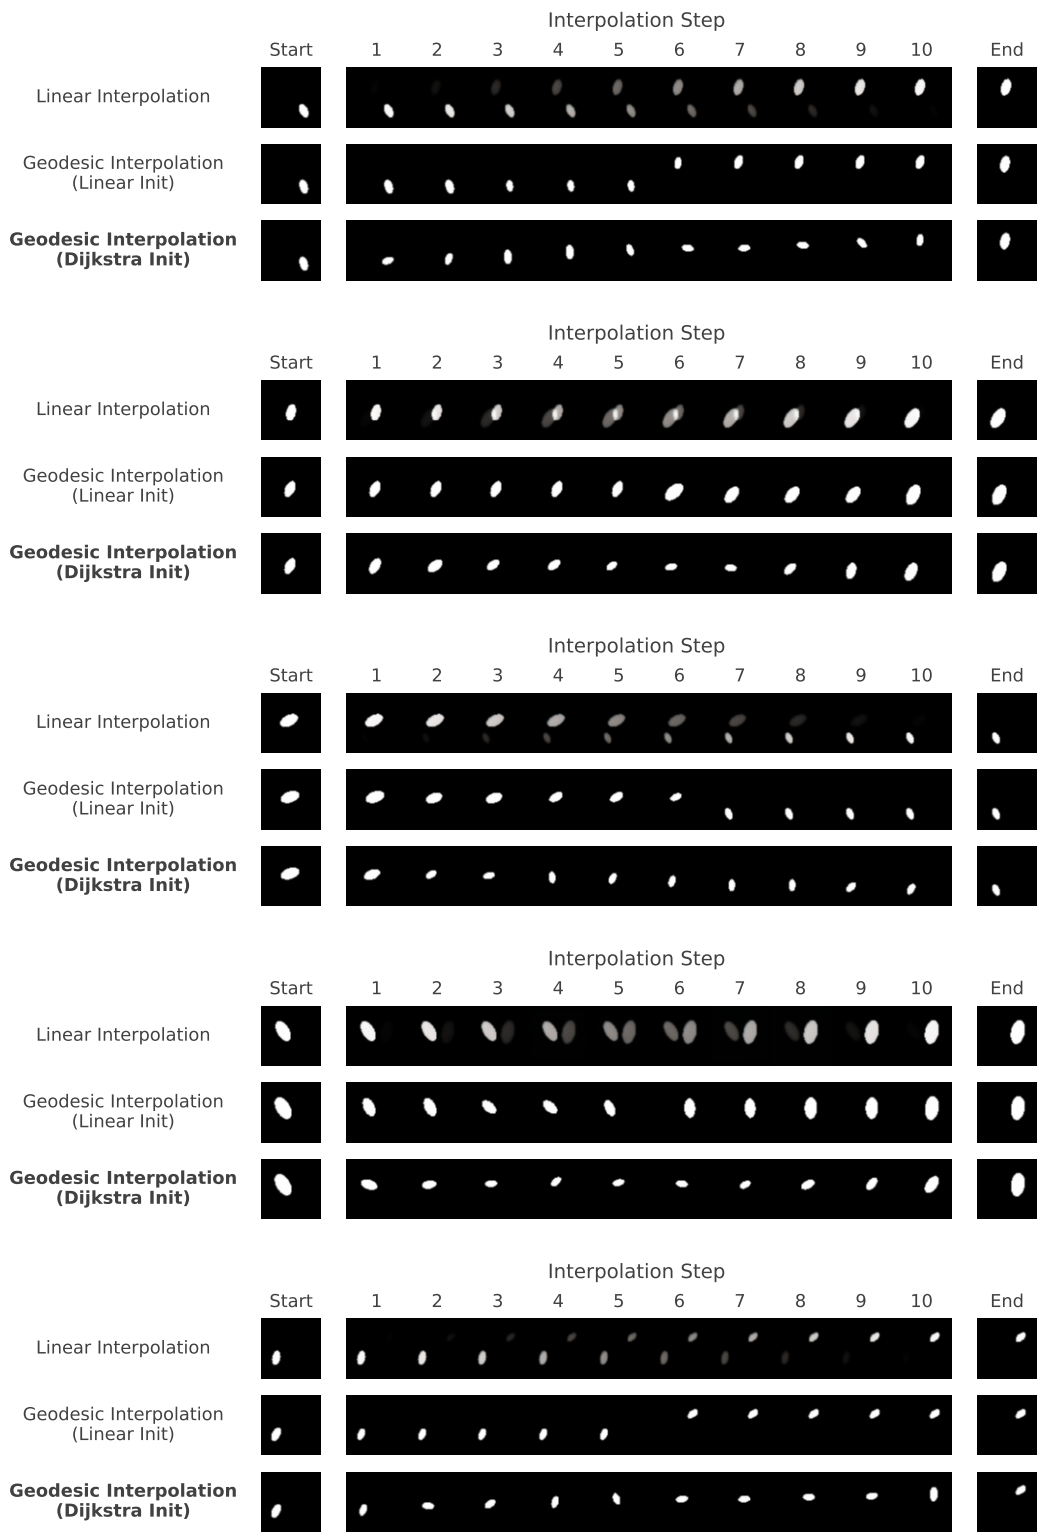 Interpolation Step
Start 1 2 3 4 5 6 7 8 9 10 End
Linear Interpolation
Geodesic Interpolation
(Linear Init)
Geodesic Interpolation
(Dijkstra Init)
Interpolation Step
Start 1 2 3 4 5 6 7 8 9 10 End
Linear Interpolation
Geodesic Interpolation
(Linear Init)
Geodesic Interpolation
(Dijkstra Init)
Interpolation Step
Start 1 2 3 4 5 6 7 8 9 10 End
Linear Interpolation
Geodesic Interpolation
(Linear Init)
Geodesic Interpolation
(Dijkstra Init)
Interpolation Step
Start 1 2 3 4 5 6 7 8 9 10 End
Linear Interpolation
Geodesic Interpolation
(Linear Init)
Geodesic Interpolation
(Dijkstra Init)
Interpolation Step
Start 1 2 3 4 5 6 7 8 9 10 End
Linear Interpolation
Geodesic Interpolation
(Linear Init)
Geodesic Interpolation
(Dijkstra Init)